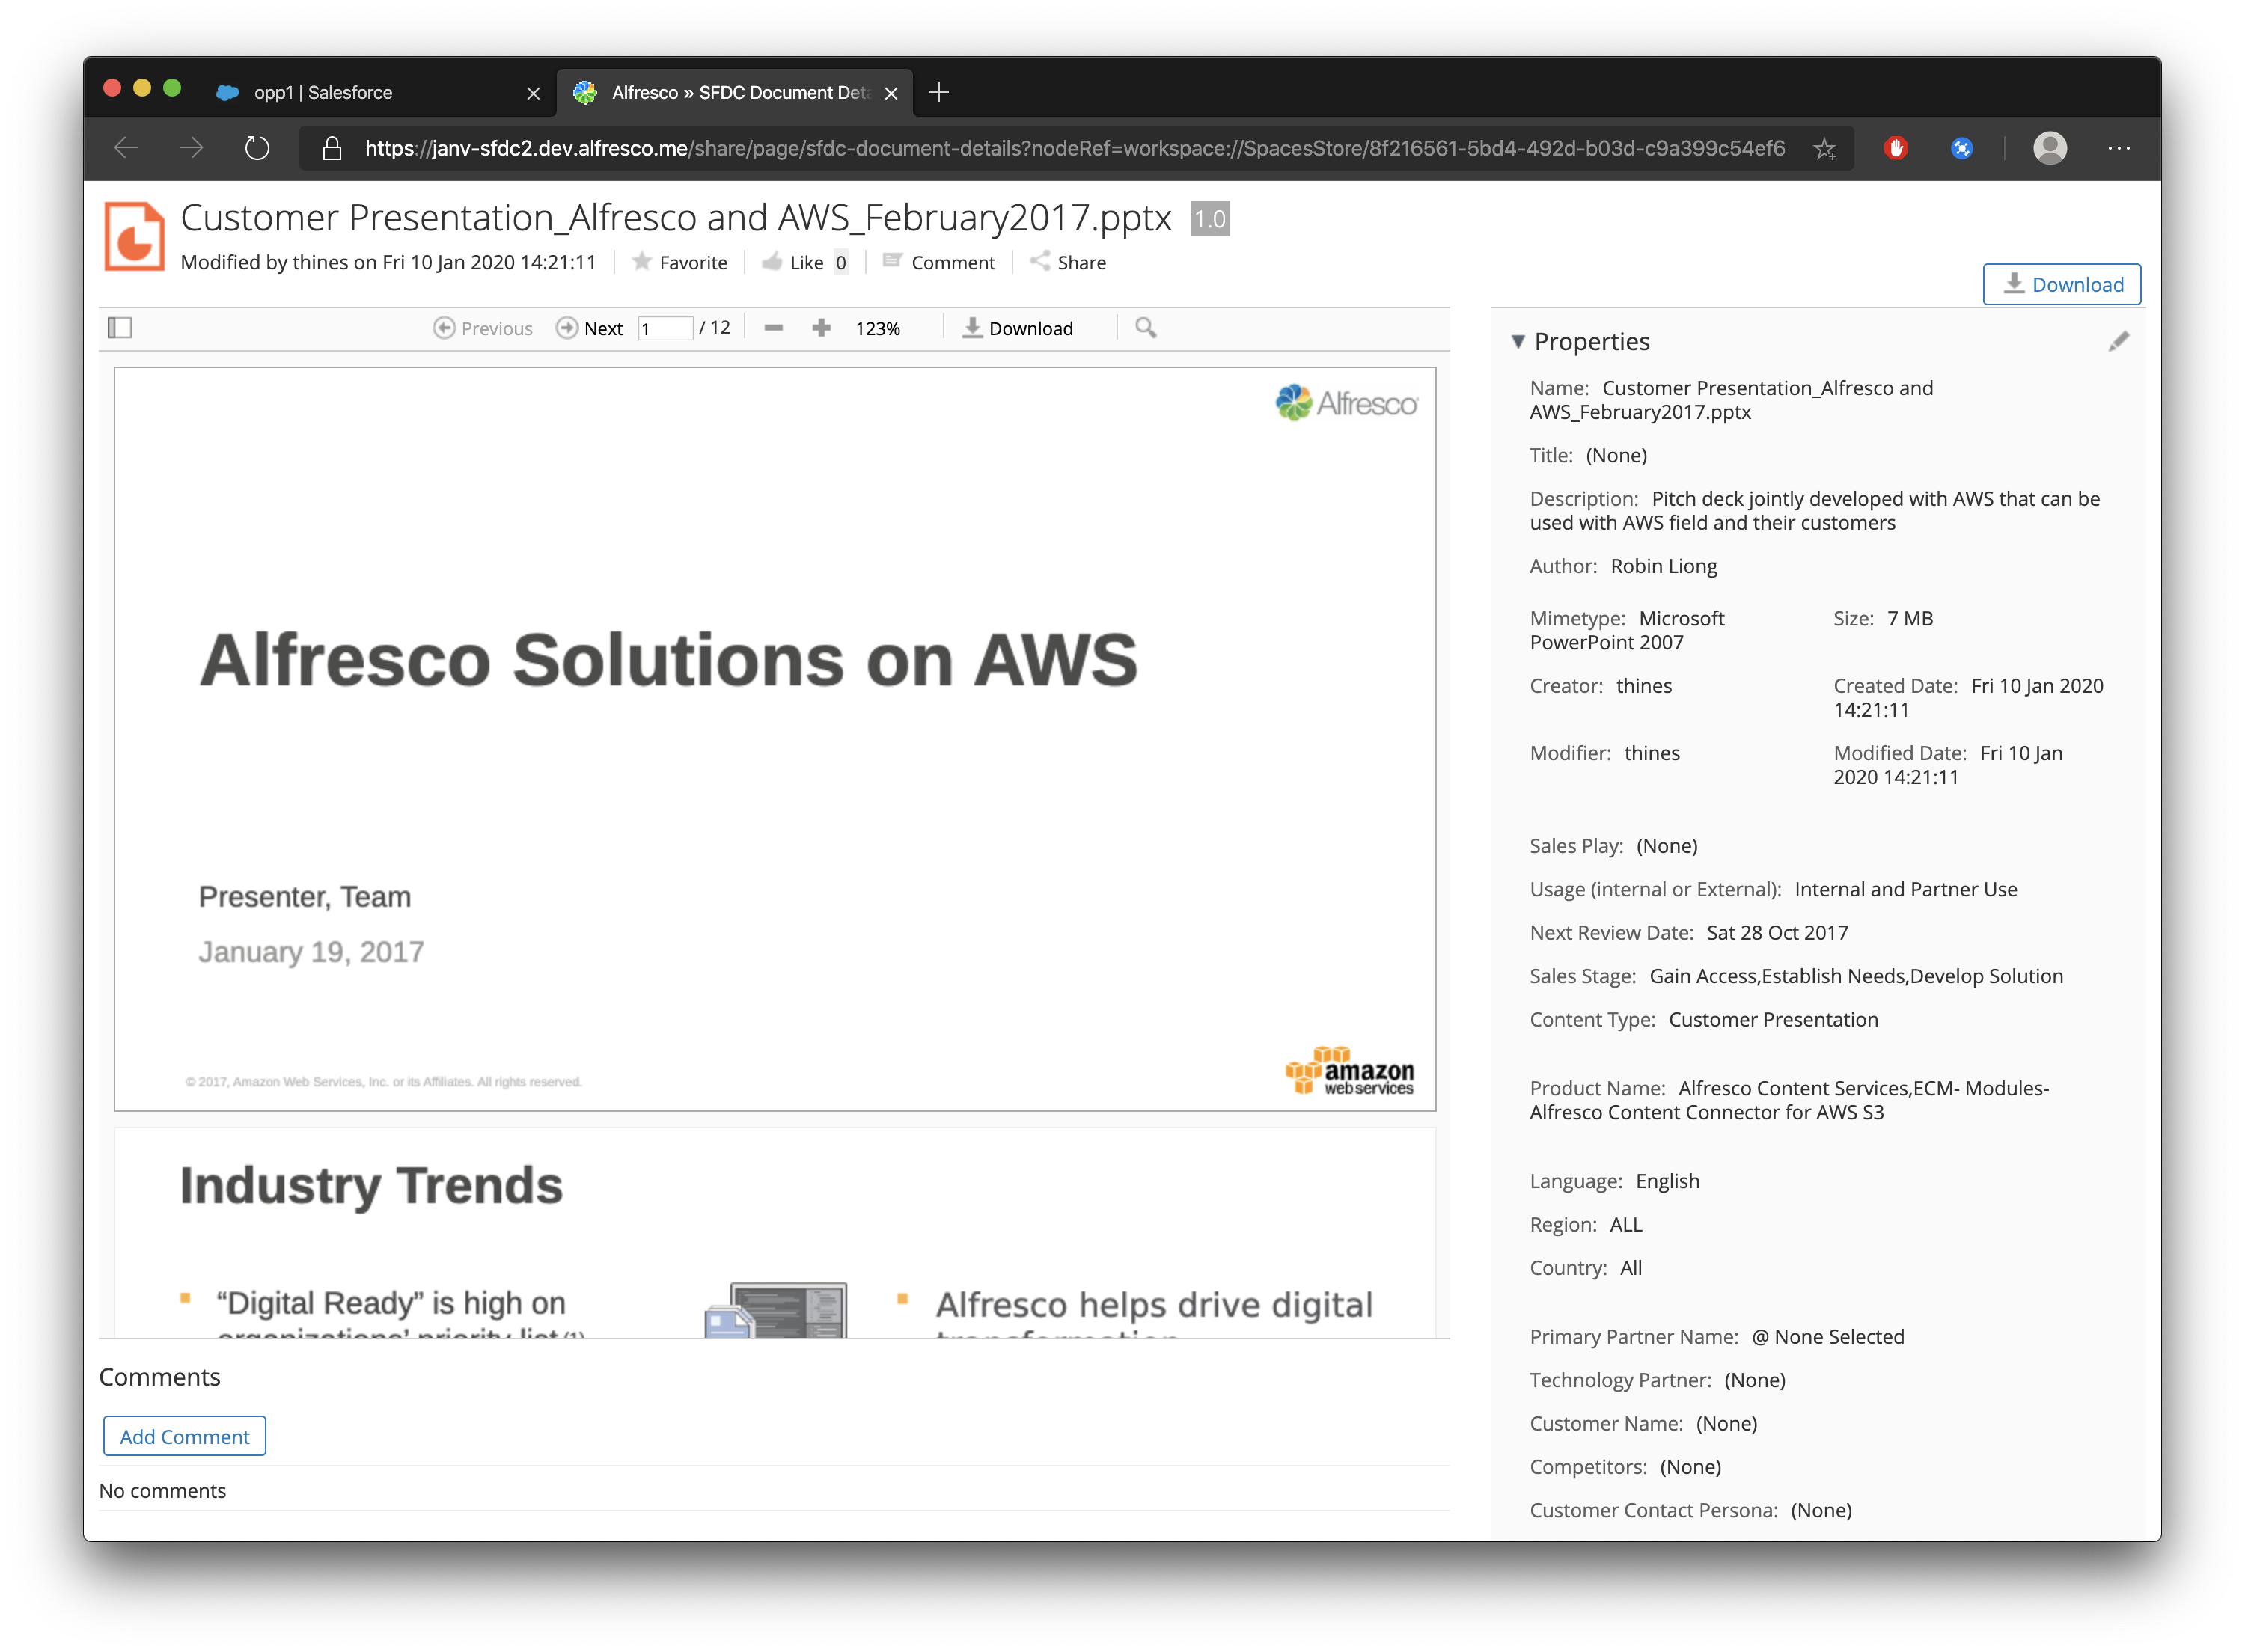 opp1 | Salesforce
Alfresco » SFDC Document Deta
https://janv-sfdc2.dev.alfresco.me/share/page/sfdc-document-details?nodeRef=workspace://SpacesStore/8f216561-5bd4-492d-b03d-c9a399c54ef6
Customer Presentation_Alfresco and AWS_February2017.pptx 1.0
Modified by thines on Fri 10 Jan 2020 14:21:11 Favorite Like 0 Comment Share
Download
Previous Next 1 / 12 123% Download
Alfresco
Alfresco Solutions on AWS
Presenter, Team
January 19, 2017
© 2017, Amazon Web Services, Inc. or its Affiliates. All rights reserved.
amazon
web services
Industry Trends
“Digital Ready” is high on
organizations’ priority list (1)
Alfresco helps drive digital
transformation
Comments
Add Comment
No comments
Properties
Name: Customer Presentation_Alfresco and
AWS_February2017.pptx
Title: (None)
Description: Pitch deck jointly developed with AWS that can be
used with AWS field and their customers
Author: Robin Liong
Mimetype: Microsoft
PowerPoint 2007
Size: 7 MB
Creator: thines
Created Date: Fri 10 Jan 2020
14:21:11
Modifier: thines
Modified Date: Fri 10 Jan
2020 14:21:11
Sales Play: (None)
Usage (internal or External): Internal and Partner Use
Next Review Date: Sat 28 Oct 2017
Sales Stage: Gain Access,Establish Needs,Develop Solution
Content Type: Customer Presentation
Product Name: Alfresco Content Services,ECM- Modules-
Alfresco Content Connector for AWS S3
Language: English
Region: ALL
Country: All
Primary Partner Name: @ None Selected
Technology Partner: (None)
Customer Name: (None)
Competitors: (None)
Customer Contact Persona: (None)